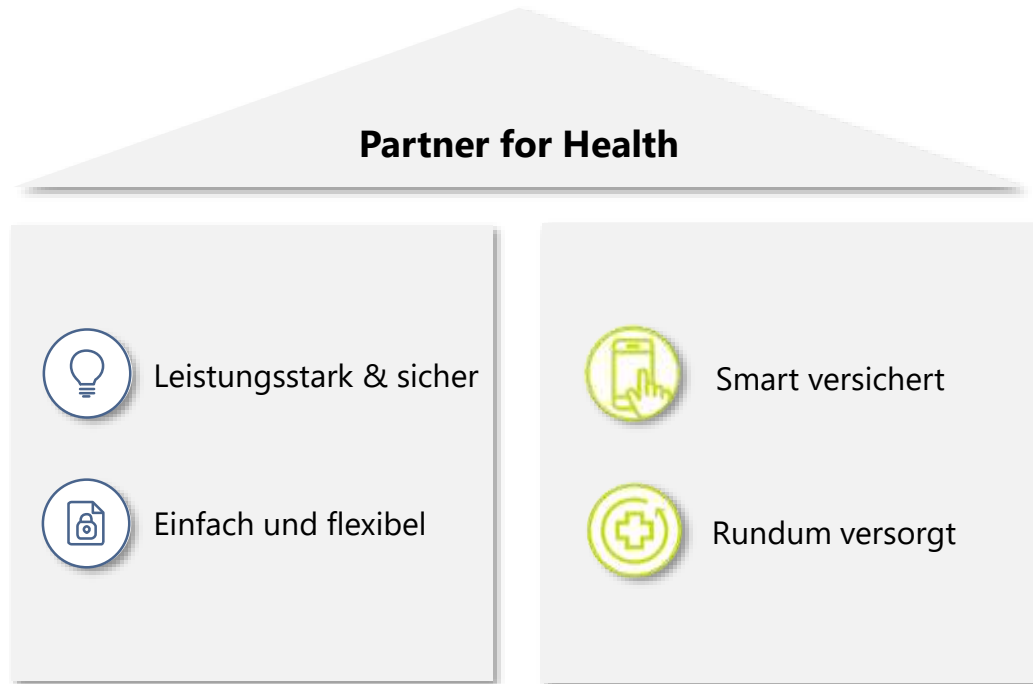 Partner for Health
Leistungsstark & sicher
Einfach und flexibel
Smart versichert
Rundum versorgt